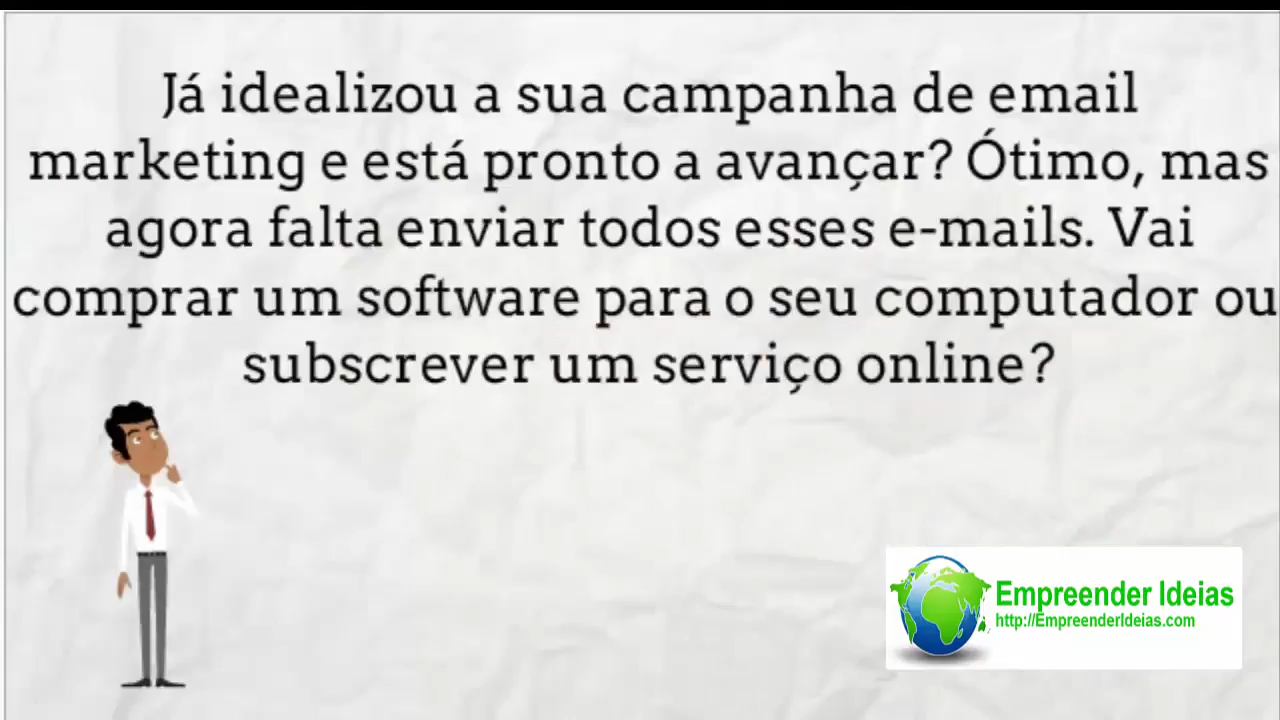 Já idealizou a sua campanha de email
marketing e está pronto a avançar? Ótimo, mas
agora falta enviar todos esses e-mails. Vai
comprar um software para o seu computador ou
subscrever um serviço online?
Empreender Ideias
http://EmpreenderIdeias.com